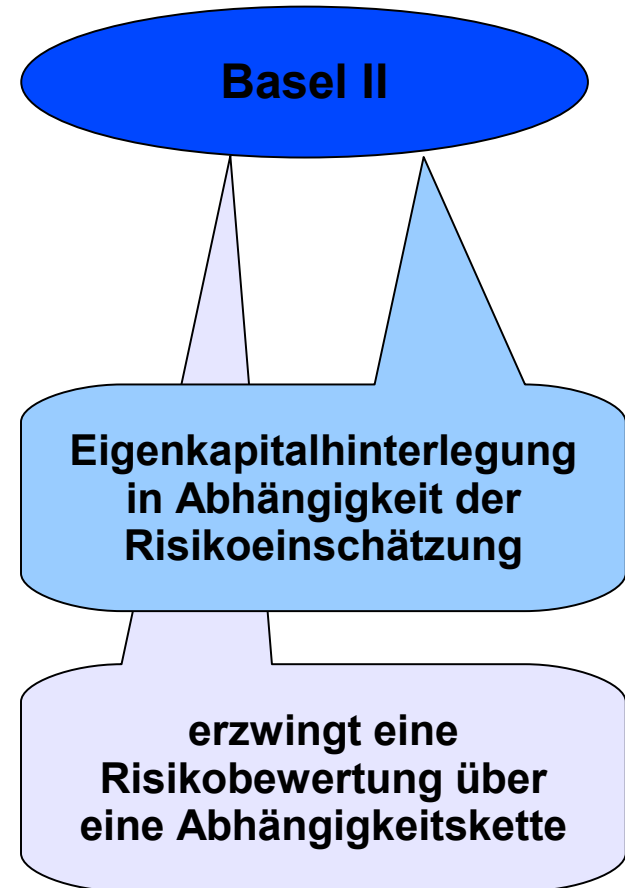 Basel II
Eigenkapitalhinterlegung
in Abhängigkeit der
Risikoeinschätzung
erzwingt eine
Risikobewertung über
eine Abhängigkeitskette